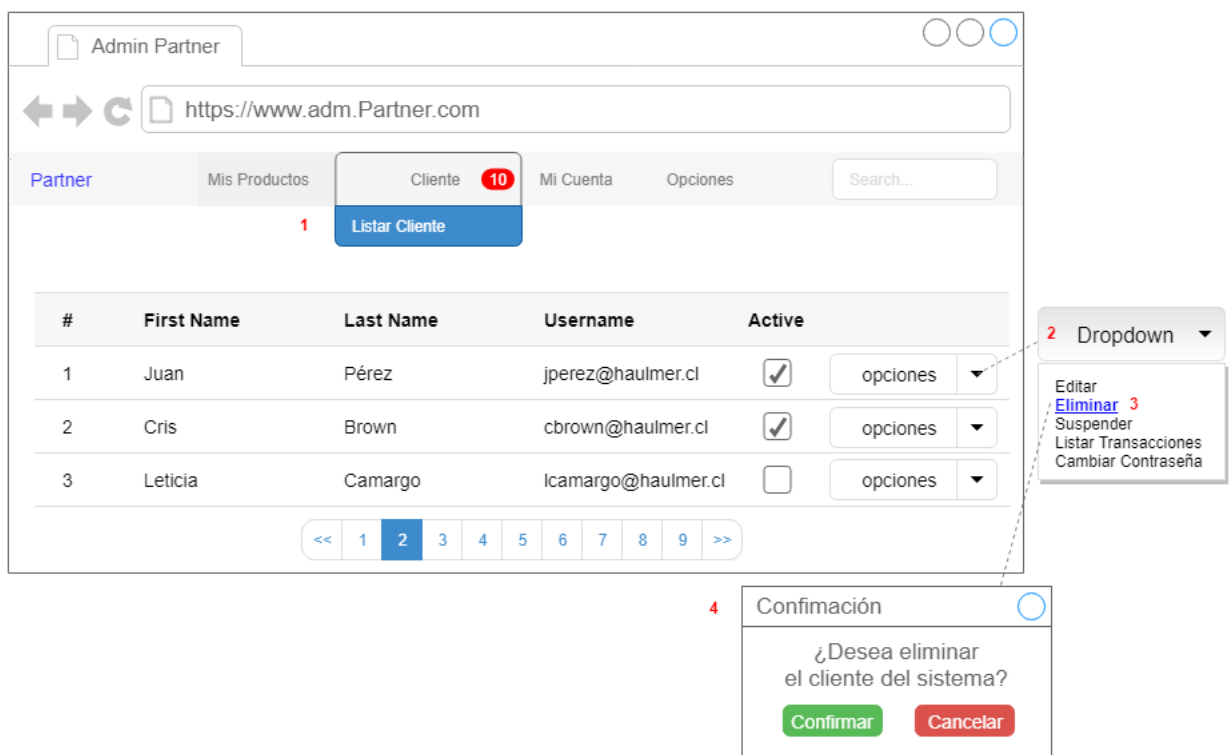 Admin Partner
https://www.adm.Partner.com
Partner Mis Productos Cliente 10 Mi Cuenta Opciones Search...
1 Listar Cliente
# First Name Last Name Username Active
1 Juan Pérez jperez@haulmer.cl opciones
2 Cris Brown cbrown@haulmer.cl opciones
3 Leticia Camargo lcamargo@haulmer.cl opciones
<< 1 2 3 4 5 6 7 8 9 >>
2 Dropdown
Editar
Eliminar 3
Suspender
Listar Transacciones
Cambiar Contraseña
4 Confimación
¿Desea eliminar
el cliente del sistema?
Confirmar Cancelar